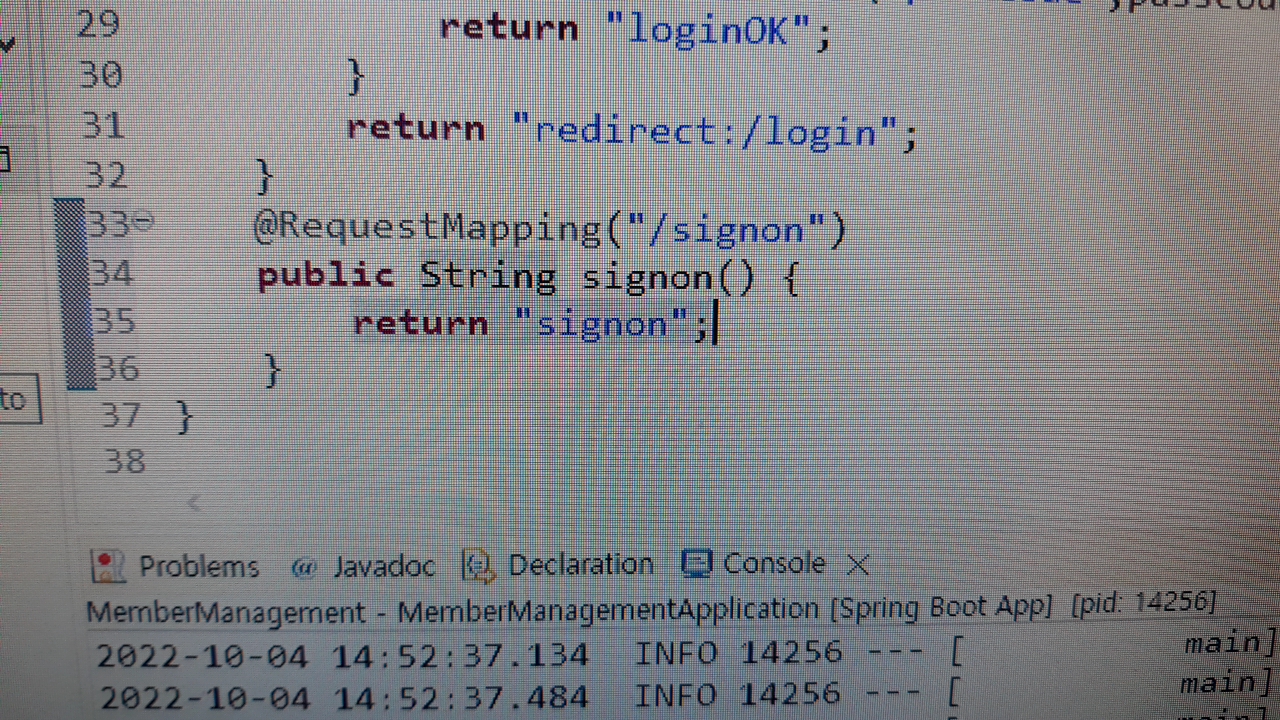 29 return "loginOK";
30 }
31 return "redirect:/login";
32 }
33 @RequestMapping("/signon")
34 public String signon() {
35 return "signon";
36 }
to
37 }
38
Problems @ Javadoc Declaration Console
MemberManagement - MemberManagementApplication [Spring Boot App] [pid: 14256]
2022-10-04 14:52:37.134 INFO 14256 --- [ main]
2022-10-04 14:52:37.484 INFO 14256 --- [ main]